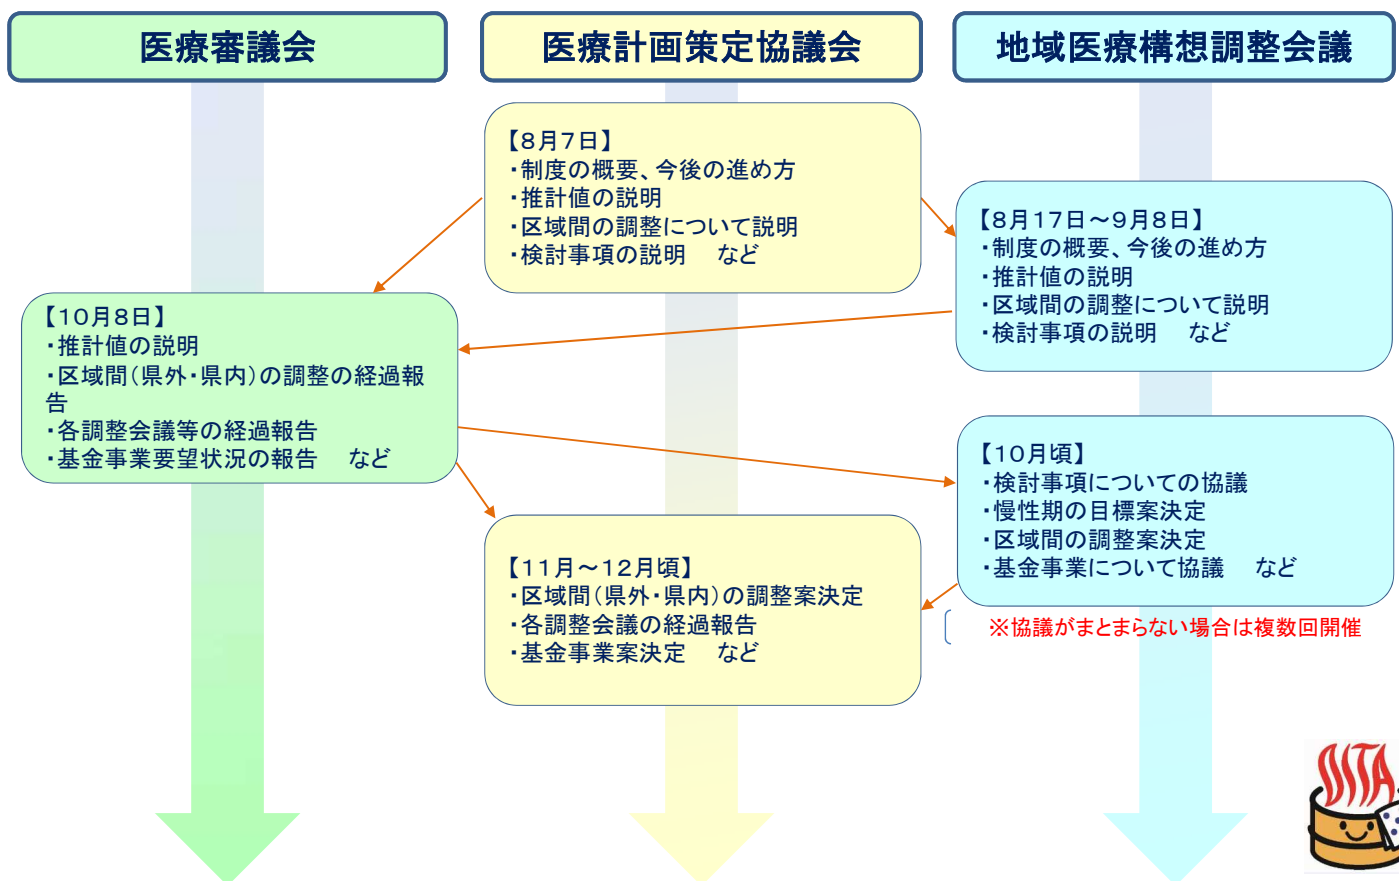 医療審議会
医療計画策定協議会
地域医療構想調整会議
【8月7日】
・制度の概要、今後の進め方
・推計値の説明
・区域間の調整について説明
・検討事項の説明　など
【8月17日～9月8日】
・制度の概要、今後の進め方
・推計値の説明
・区域間の調整について説明
・検討事項の説明　など
【10月8日】
・推計値の説明
・区域間(県外・県内)の調整の経過報
告
・各調整会議等の経過報告
・基金事業要望状況の報告　など
【10月頃】
・検討事項についての協議
・慢性期の目標案決定
・区域間の調整案決定
・基金事業について協議　など
※協議がまとまらない場合は複数回開催
【11月～12月頃】
・区域間(県外・県内)の調整案決定
・各調整会議の経過報告
・基金事業案決定　など
OITA